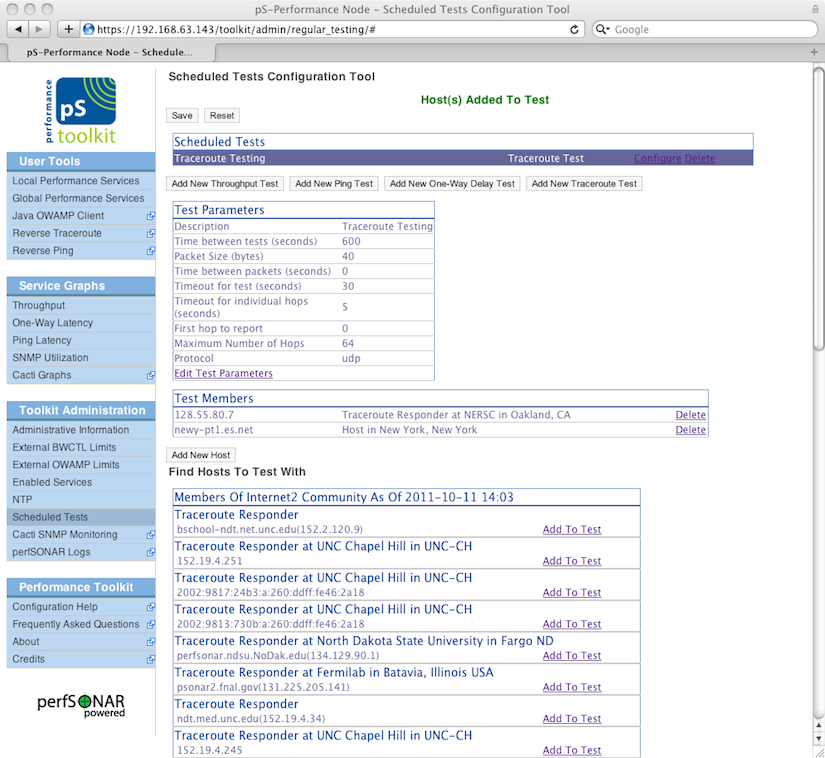 pS-Performance Node – Scheduled Tests Configuration Tool
https://192.168.63.143/toolkit/admin/regular_testing/#
Google
pS-Performance Node – Schedule...
performance
pS
toolkit
User Tools
Local Performance Services
Global Performance Services
Java OWAMP Client
Reverse Traceroute
Reverse Ping
Service Graphs
Throughput
One-Way Latency
Ping Latency
SNMP Utilization
Cacti Graphs
Toolkit Administration
Administrative Information
External BWCTL Limits
External OWAMP Limits
Enabled Services
NTP
Scheduled Tests
Cacti SNMP Monitoring
perfSONAR Logs
Performance Toolkit
Configuration Help
Frequently Asked Questions
About
Credits
perfSONAR
powered
Scheduled Tests Configuration Tool
Host(s) Added To Test
Save Reset
Scheduled Tests
Traceroute Testing Traceroute Test Configure Delete
Add New Throughput Test Add New Ping Test Add New One-Way Delay Test Add New Traceroute Test
Test Parameters
Description Traceroute Testing
Time between tests (seconds) 600
Packet Size (bytes) 40
Time between packets (seconds) 0
Timeout for test (seconds) 30
Timeout for individual hops
(seconds) 5
First hop to report 0
Maximum Number of Hops 64
Protocol udp
Edit Test Parameters
Test Members
128.55.80.7 Traceroute Responder at NERSC in Oakland, CA Delete
newy-pt1.es.net Host in New York, New York Delete
Add New Host
Find Hosts To Test With
Members Of Internet2 Community As Of 2011-10-11 14:03
Traceroute Responder
bschool-ndt.net.unc.edu(152.2.120.9) Add To Test
Traceroute Responder at UNC Chapel Hill in UNC-CH
152.19.4.251 Add To Test
Traceroute Responder at UNC Chapel Hill in UNC-CH
2002:9817:24b3:a:260:ddff:fe46:2a18 Add To Test
Traceroute Responder at UNC Chapel Hill in UNC-CH
2002:9813:730b:a:260:ddff:fe46:2a18 Add To Test
Traceroute Responder at North Dakota State University in Fargo ND
perfsonar.ndsu.NoDak.edu(134.129.90.1) Add To Test
Traceroute Responder at Fermilab in Batavia, Illinois USA
psonar2.fnal.gov(131.225.205.141) Add To Test
Traceroute Responder
ndt.med.unc.edu(152.19.4.34) Add To Test
Traceroute Responder at UNC Chapel Hill in UNC-CH
152.19.4.245 Add To Test